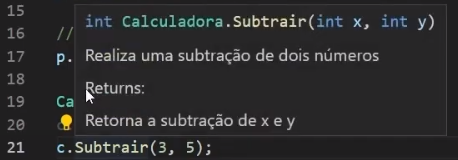 15
int Calculadora.Subtrair(int x, int y)
16 //
Realiza uma subtração de dois números
17 p.
18
Returns:
19 Ca
Retorna a subtração de x e y
20
21 c.Subtrair(3, 5);